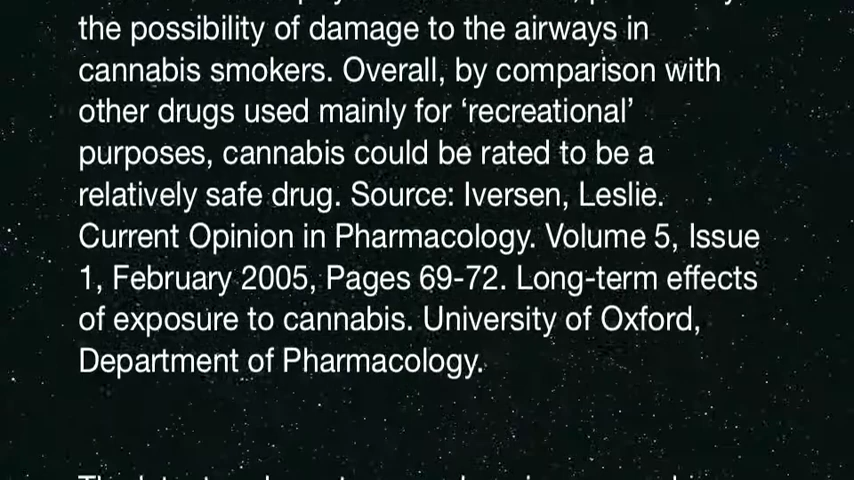 the possibility of damage to the airways in
cannabis smokers. Overall, by comparison with
other drugs used mainly for ‘recreational’
purposes, cannabis could be rated to be a
relatively safe drug. Source: Iversen, Leslie.
Current Opinion in Pharmacology. Volume 5, Issue
1, February 2005, Pages 69-72. Long-term effects
of exposure to cannabis. University of Oxford,
Department of Pharmacology.